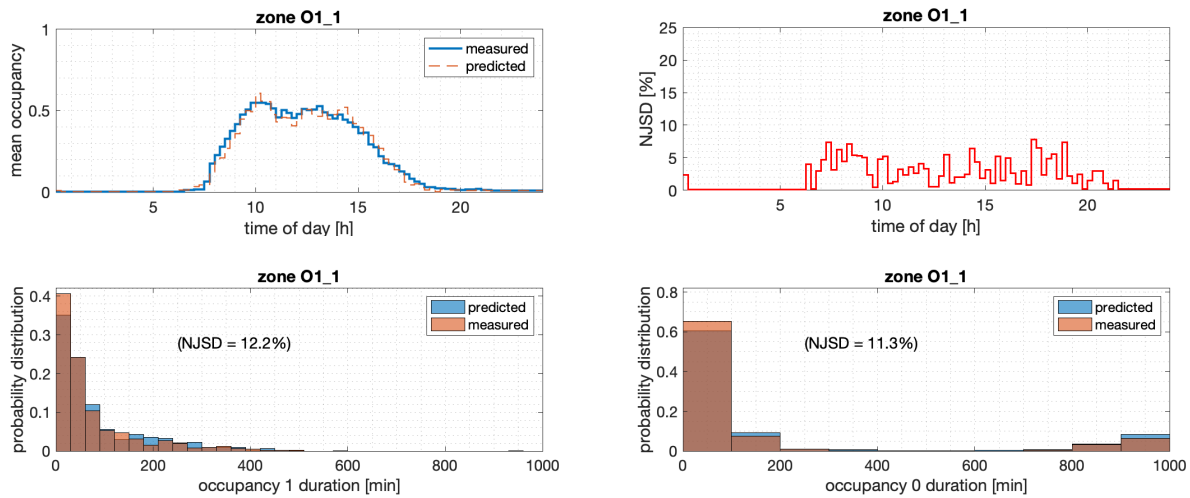 zone O1_1
mean occupancy
1
0.5
0
measured
predicted
5 10 15 20
time of day [h]
zone O1_1
NJSD [%]
25
20
15
10
5
0
5 10 15 20
time of day [h]
zone O1_1
probability distribution
0.4
0.3
0.2
0.1
0
predicted
measured
(NJSD = 12.2%)
0 200 400 600 800 1000
occupancy 1 duration [min]
zone O1_1
probability distribution
0.8
0.6
0.4
0.2
0
predicted
measured
(NJSD = 11.3%)
0 200 400 600 800 1000
occupancy 0 duration [min]